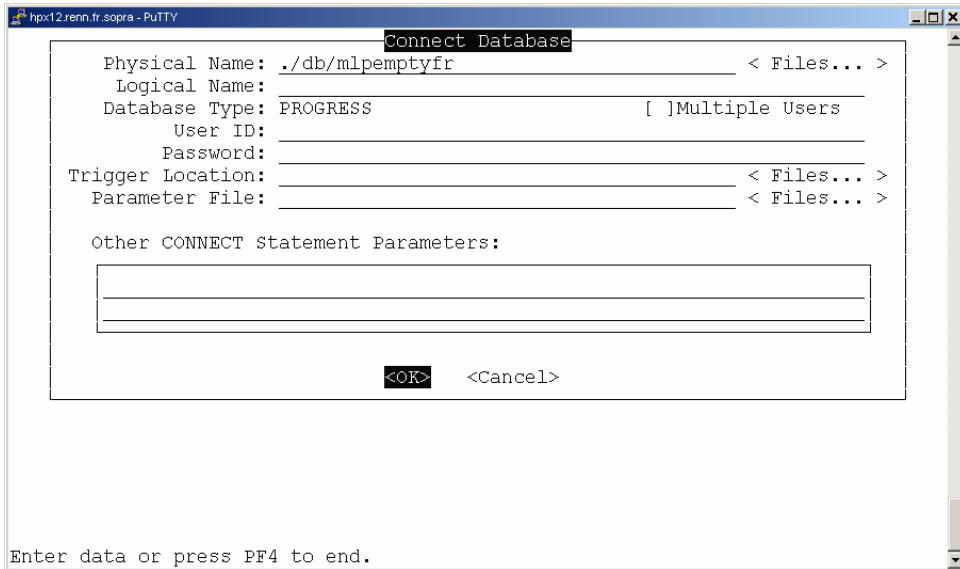 hpx12.renn.fr.sopra - PuTTY
Connect Database
Physical Name: ./db/mlpemptyfr < Files... >
Logical Name:
Database Type: PROGRESS [ ]Multiple Users
User ID:
Password:
Trigger Location: < Files... >
Parameter File: < Files... >
Other CONNECT Statement Parameters:
<OK> <Cancel>
Enter data or press PF4 to end.